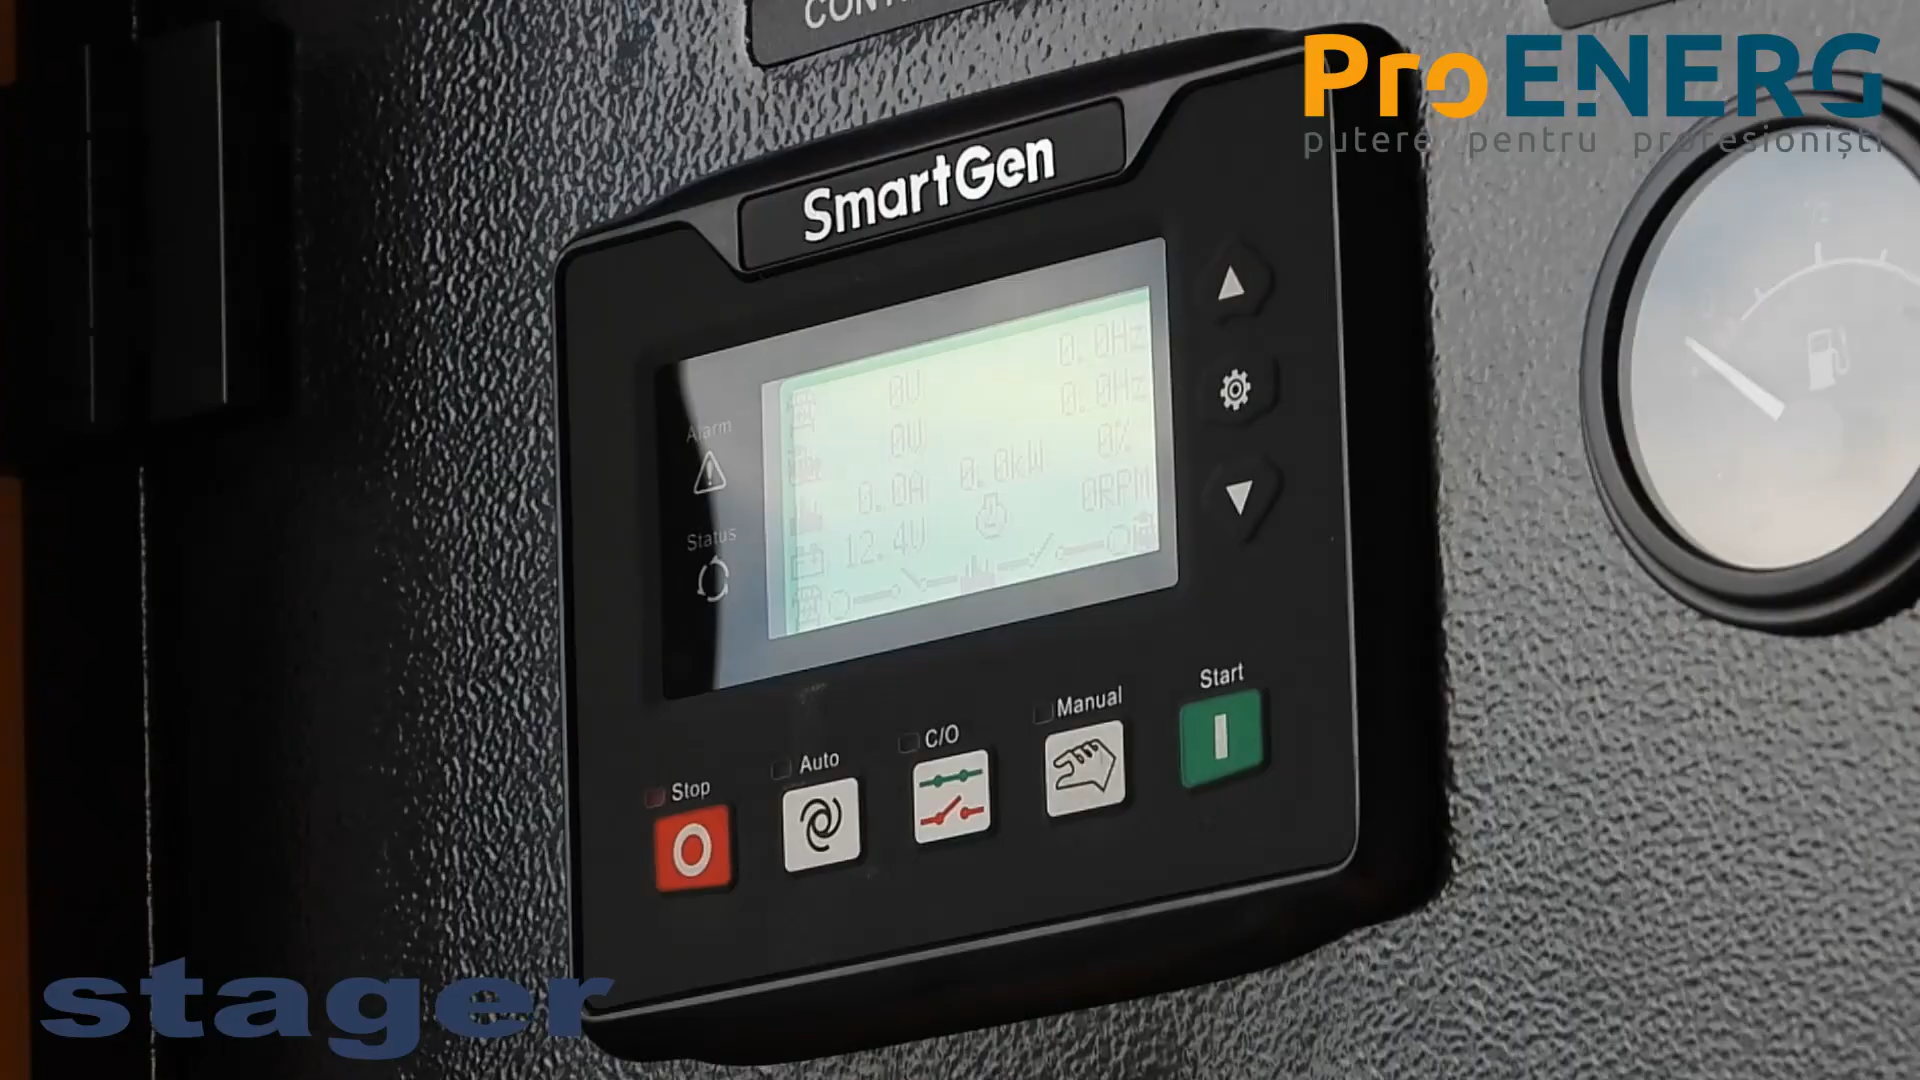 ProENERG
putere pentru profesioniști
SmartGen
0V 0.0Hz
0V 0.0Hz
0.0A 0.0kW 0%
12.4V 0RPM
Alarm
Status
Stop
Auto
C/O
Manual
Start
stager